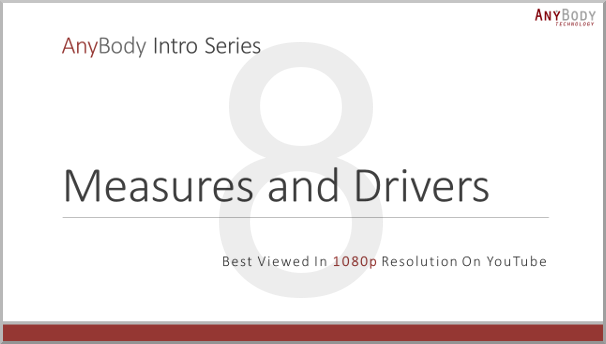 ANYBODY
TECHNOLOGY
AnyBody Intro Series
8
Measures and Drivers
Best Viewed In 1080p Resolution On YouTube